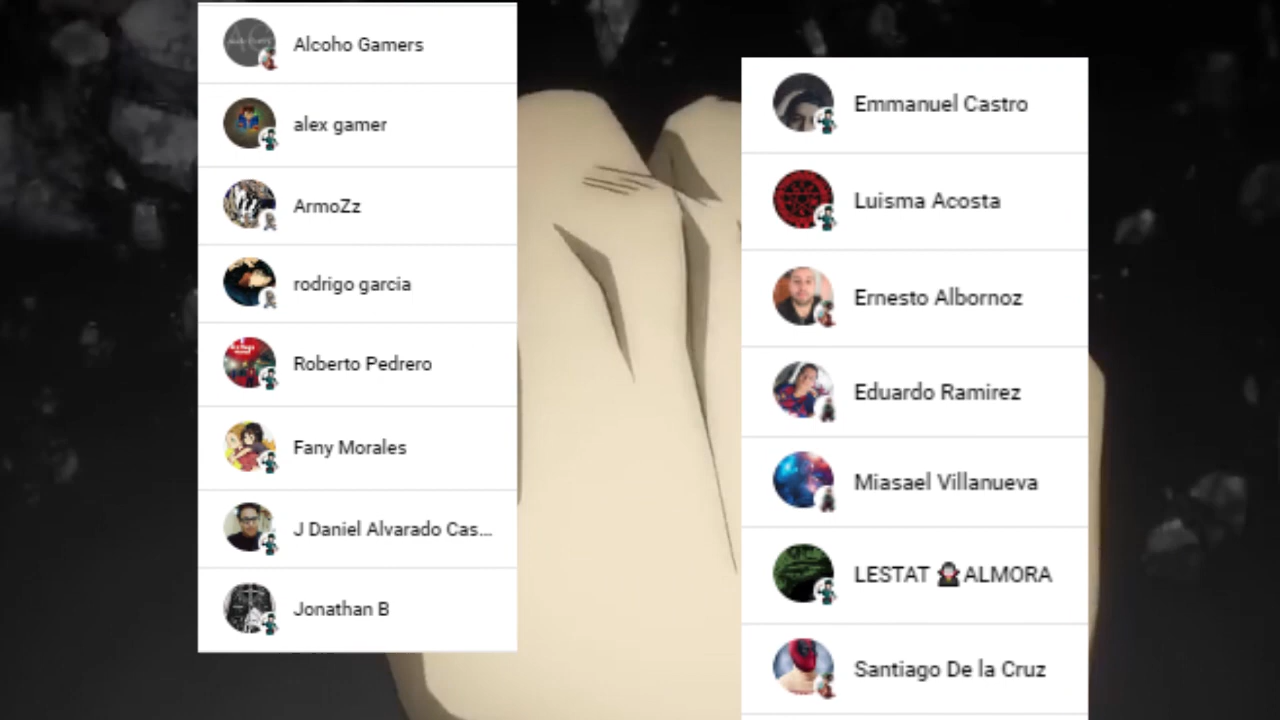 Alcoho Gamers
alex gamer
ArmoZz
rodrigo garcia
Roberto Pedrero
Fany Morales
J Daniel Alvarado Cas...
Jonathan B
Emmanuel Castro
Luisma Acosta
Ernesto Albornoz
Eduardo Ramirez
Miasael Villanueva
LESTAT 🧛ALMORA
Santiago De la Cruz